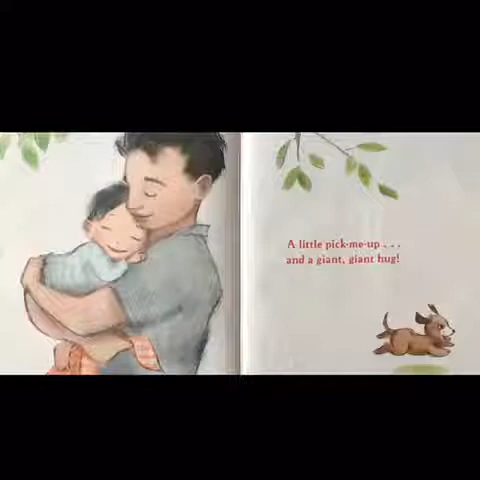 A little pick-me-up . . .
and a giant, giant hug!